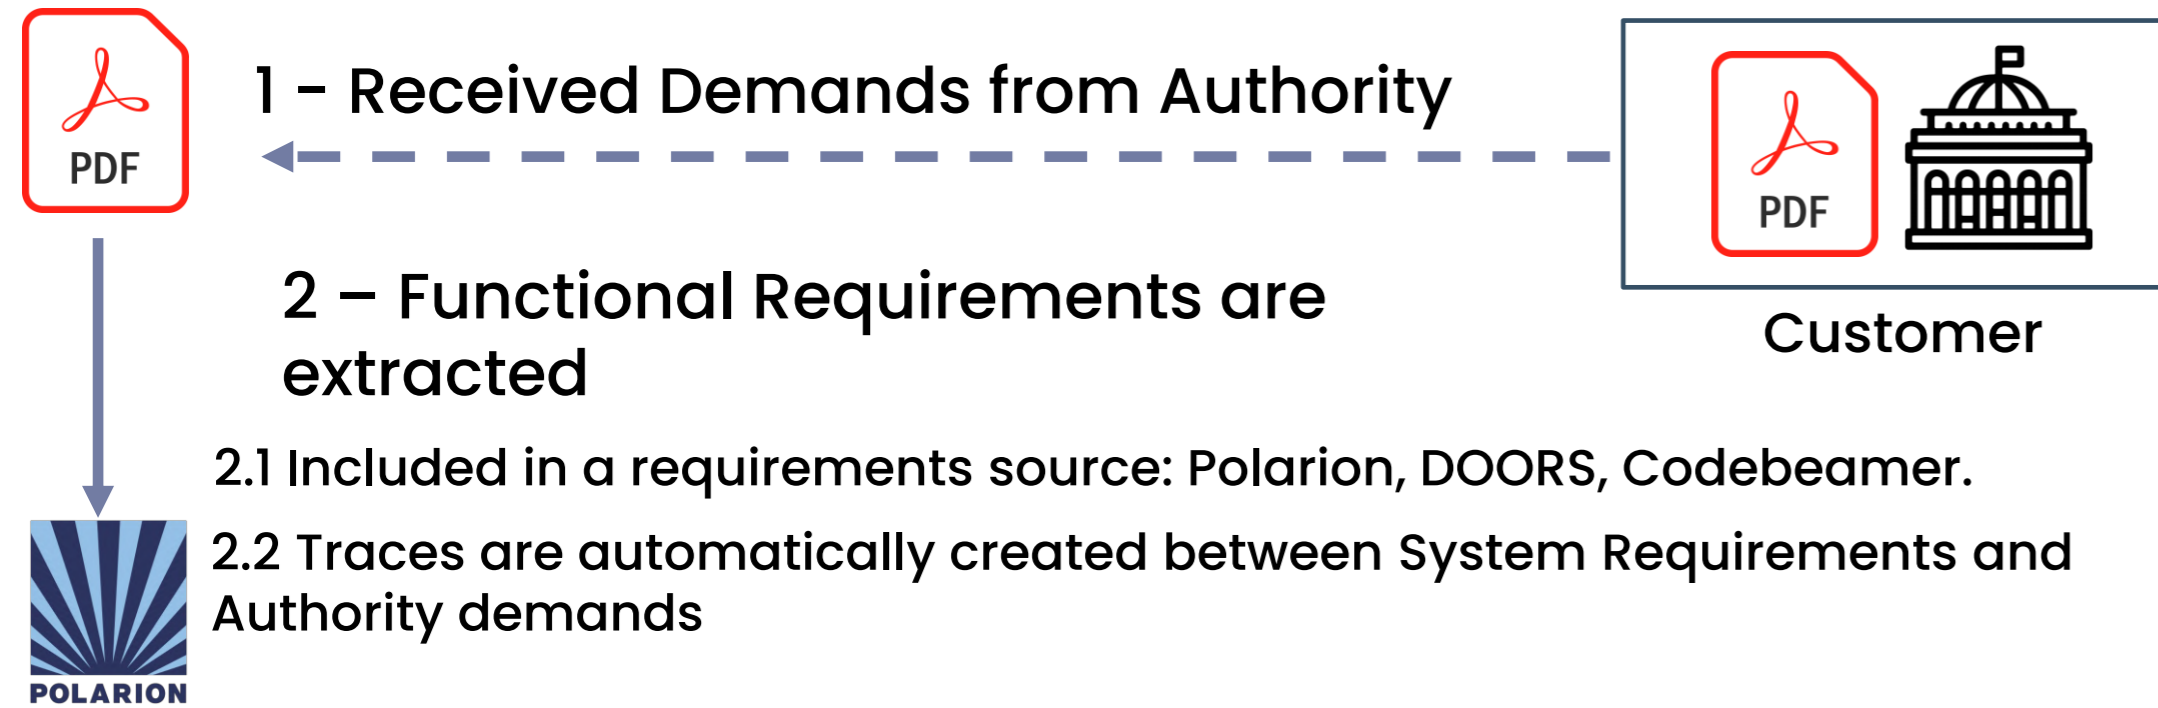 PDF
1 - Received Demands from Authority
PDF
Customer
2 – Functional Requirements are
extracted
2.1 Included in a requirements source: Polarion, DOORS, Codebeamer.
2.2 Traces are automatically created between System Requirements and
Authority demands
POLARION